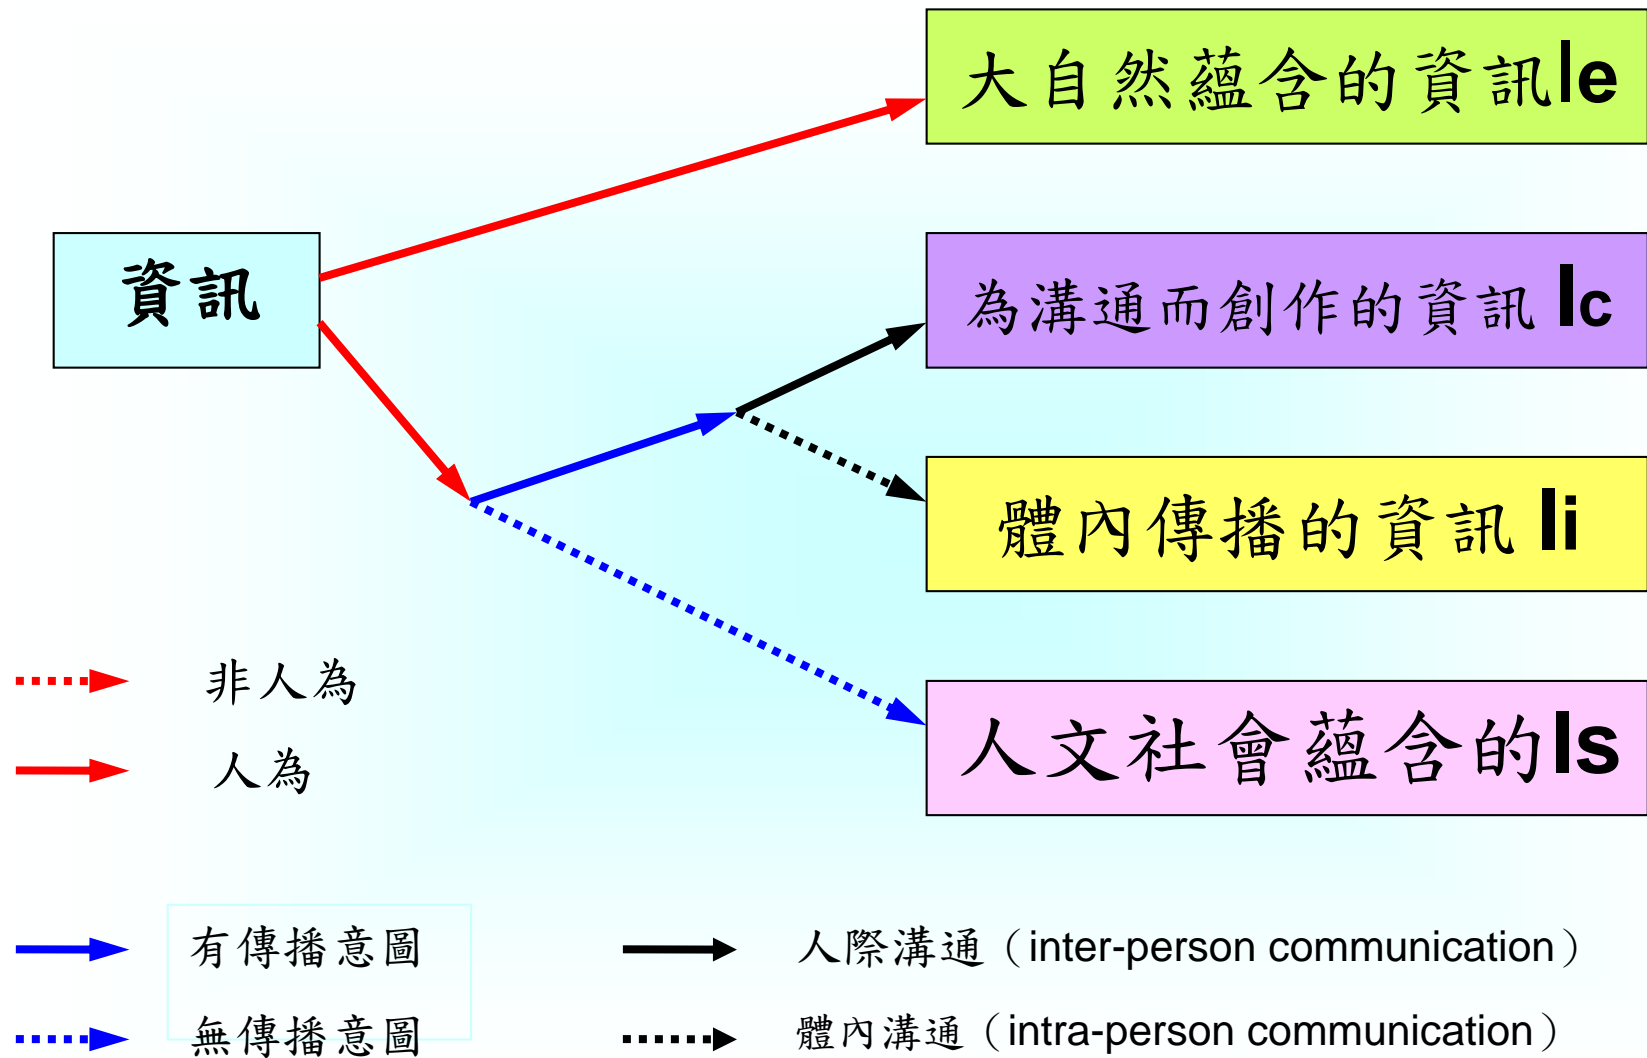 大自然蘊含的資訊Ie
資訊
為溝通而創作的資訊 Ic
體內傳播的資訊 Ii
非人為
人文社會蘊含的Is
人為
有傳播意圖
人際溝通（inter-person communication）
無傳播意圖
體內溝通（intra-person communication）